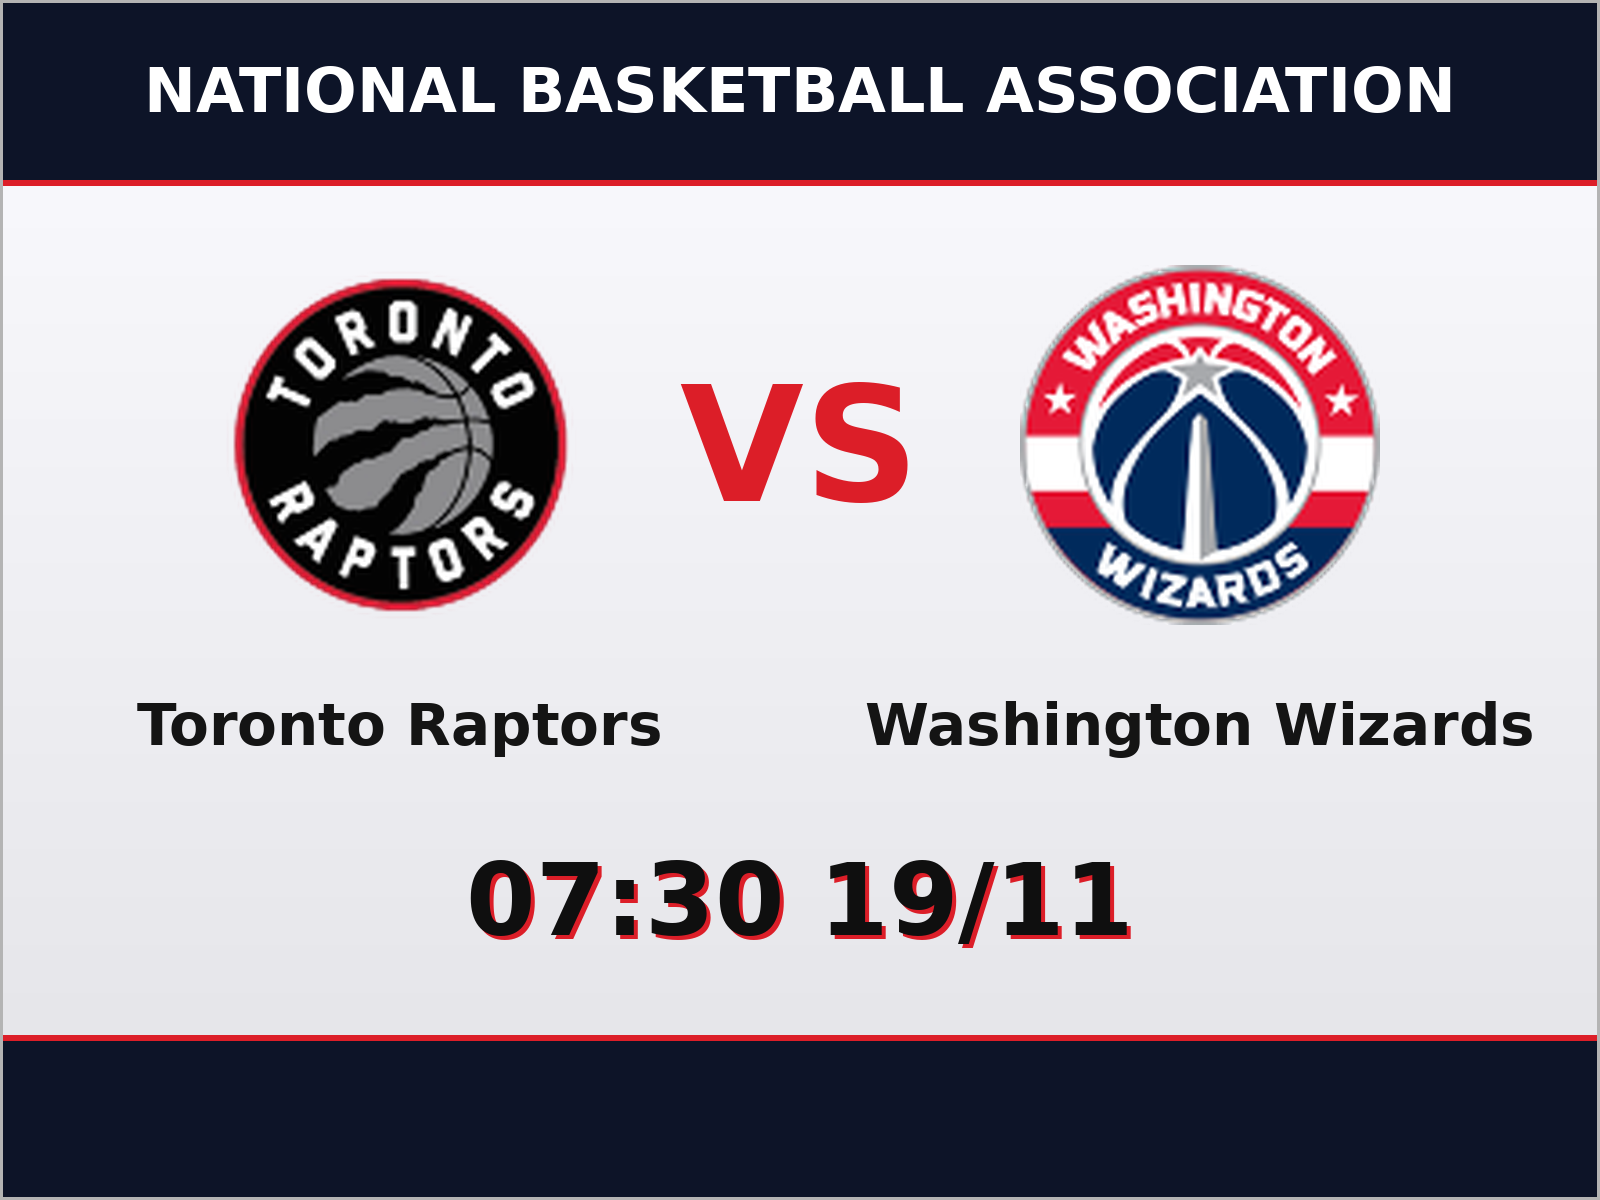 NATIONAL BASKETBALL ASSOCIATION
TORONTO
RAPTORS
VS
WASHINGTON
WIZARDS
Toronto Raptors
Washington Wizards
07:30 19/11